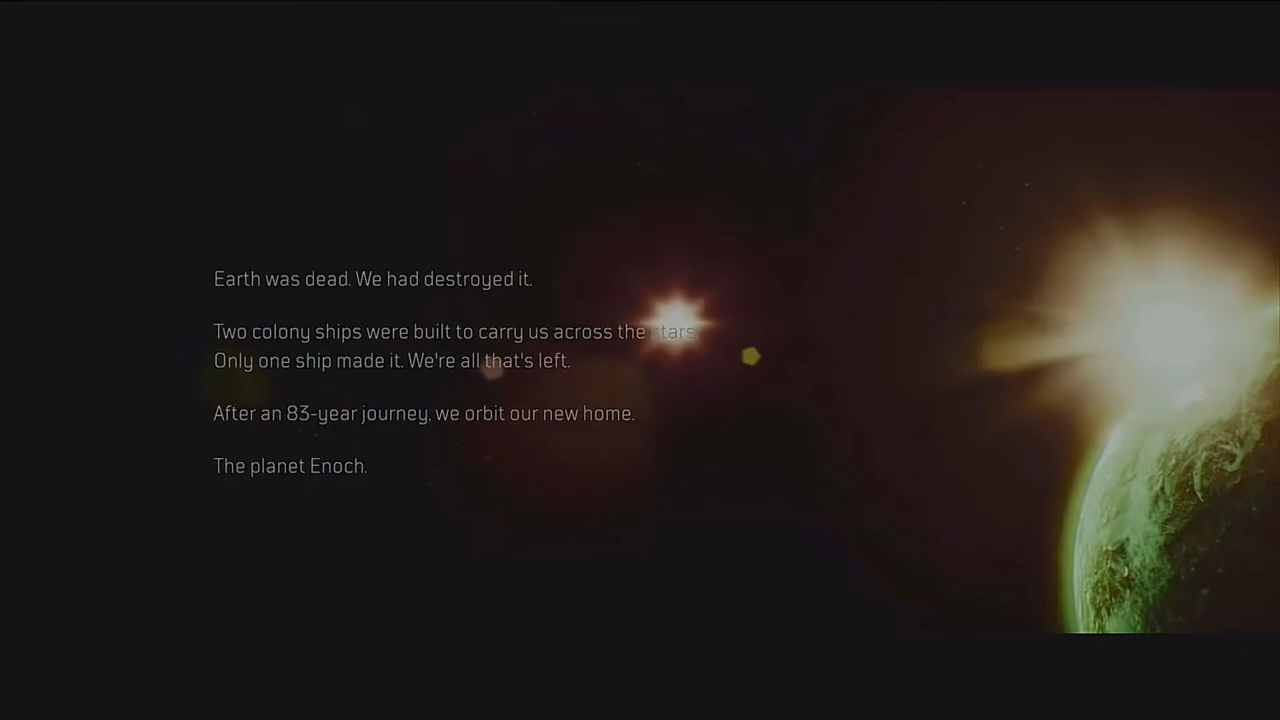 Earth was dead. We had destroyed it.
Two colony ships were built to carry us across the stars.
Only one ship made it. We're all that's left.
After an 83-year journey, we orbit our new home.
The planet Enoch.